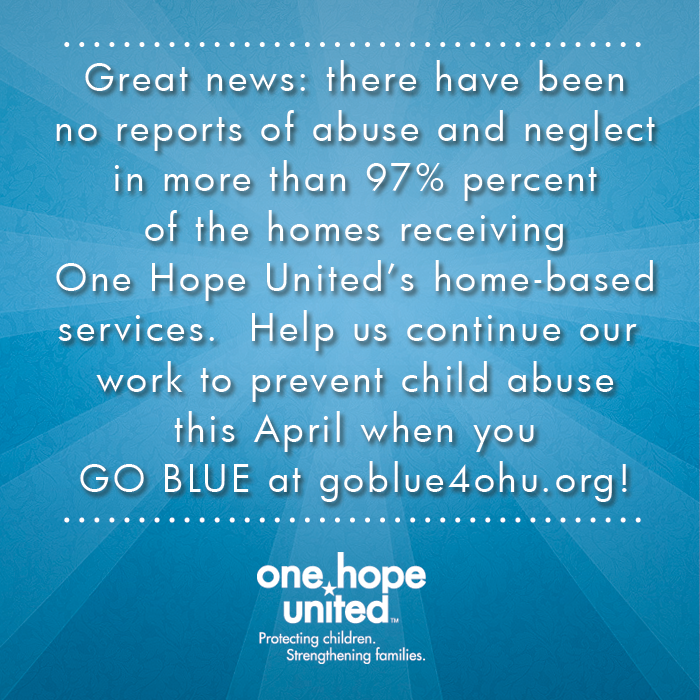 Great news: there have been
no reports of abuse and neglect
in more than 97% percent
of the homes receiving
One Hope United's home-based
services. Help us continue our
work to prevent child abuse
this April when you
GO BLUE at goblue4ohu.org!
one hope
united™
Protecting children.
Strengthening families.